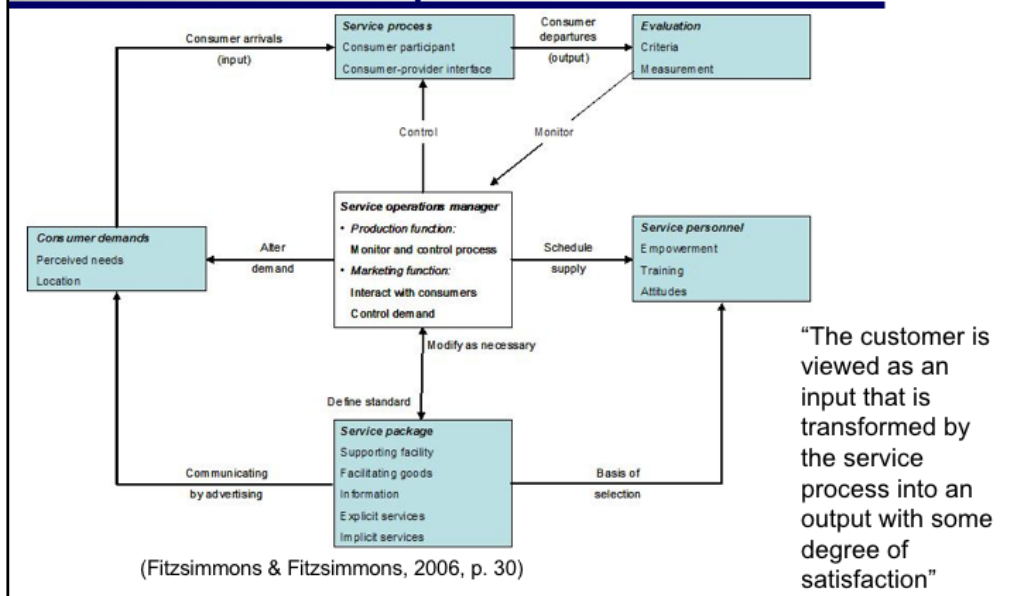 Service process
Consumer participant
Consumer-provider interface
Consumer arrivals
(input)
Consumer
departures
(output)
Evaluation
Criteria
Measurement
Control
Monitor
Service operations manager
• Production function:
Monitor and control process
• Marketing function:
Interact with consumers
Control demand
Consumer demands
Perceived needs
Location
Alter
demand
Schedule
supply
Service personnel
Empowerment
Training
Attitudes
Modify as necessary
Define standard
Service package
Supporting facility
Facilitating goods
Information
Explicit services
Implicit services
Communicating
by advertising
Basis of
selection
(Fitzsimmons & Fitzsimmons, 2006, p. 30)
“The customer is
viewed as an
input that is
transformed by
the service
process into an
output with some
degree of
satisfaction”